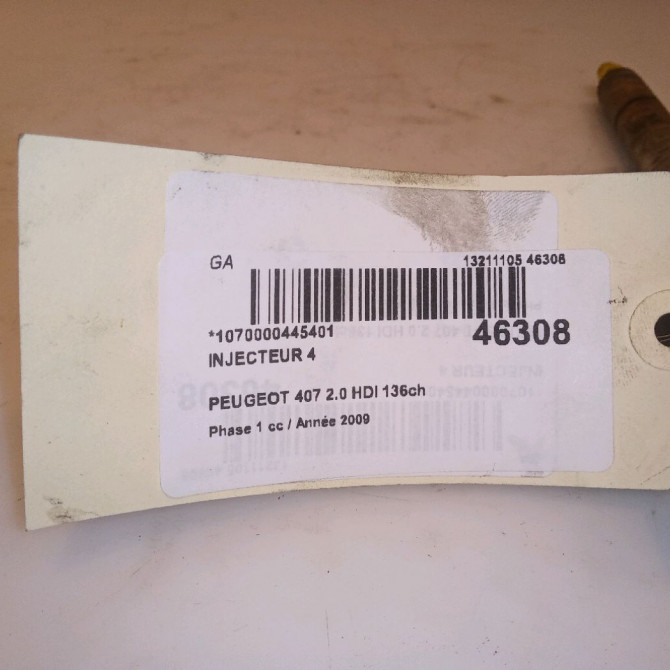 GA 13211105 46308
*1070000445401 46308
INJECTEUR 4
PEUGEOT 407 2.0 HDI 136ch
Phase 1 cc / Année 2009